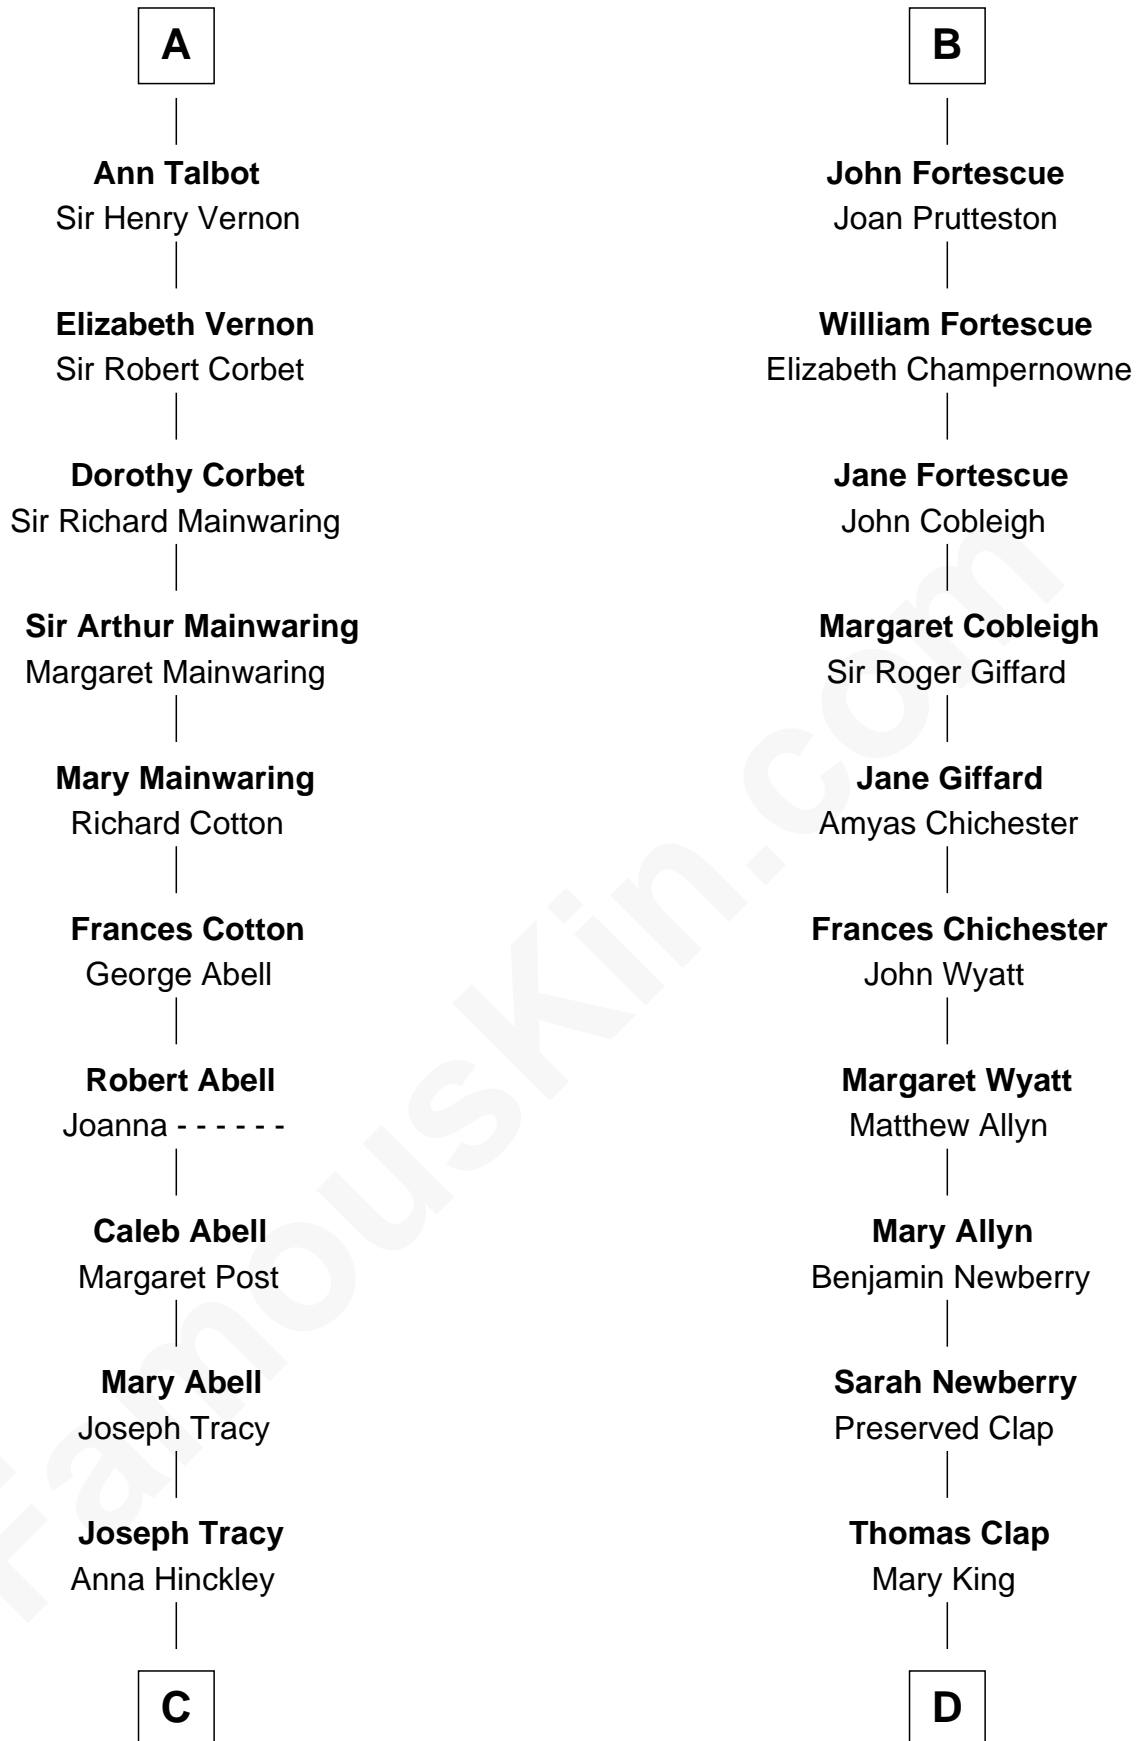 A
Ann Talbot
Sir Henry Vernon
Elizabeth Vernon
Sir Robert Corbet
Dorothy Corbet
Sir Richard Mainwaring
Sir Arthur Mainwaring
Margaret Mainwaring
Mary Mainwaring
Richard Cotton
Frances Cotton
George Abell
Robert Abell
Joanna - - - - - -
Caleb Abell
Margaret Post
Mary Abell
Joseph Tracy
Joseph Tracy
Anna Hinckley
C
B
John Fortescue
Joan Prutteston
William Fortescue
Elizabeth Champernowne
Jane Fortescue
John Cobleigh
Margaret Cobleigh
Sir Roger Giffard
Jane Giffard
Amyas Chichester
Frances Chichester
John Wyatt
Margaret Wyatt
Matthew Allyn
Mary Allyn
Benjamin Newberry
Sarah Newberry
Preserved Clap
Thomas Clap
Mary King
D
FamousKin.com